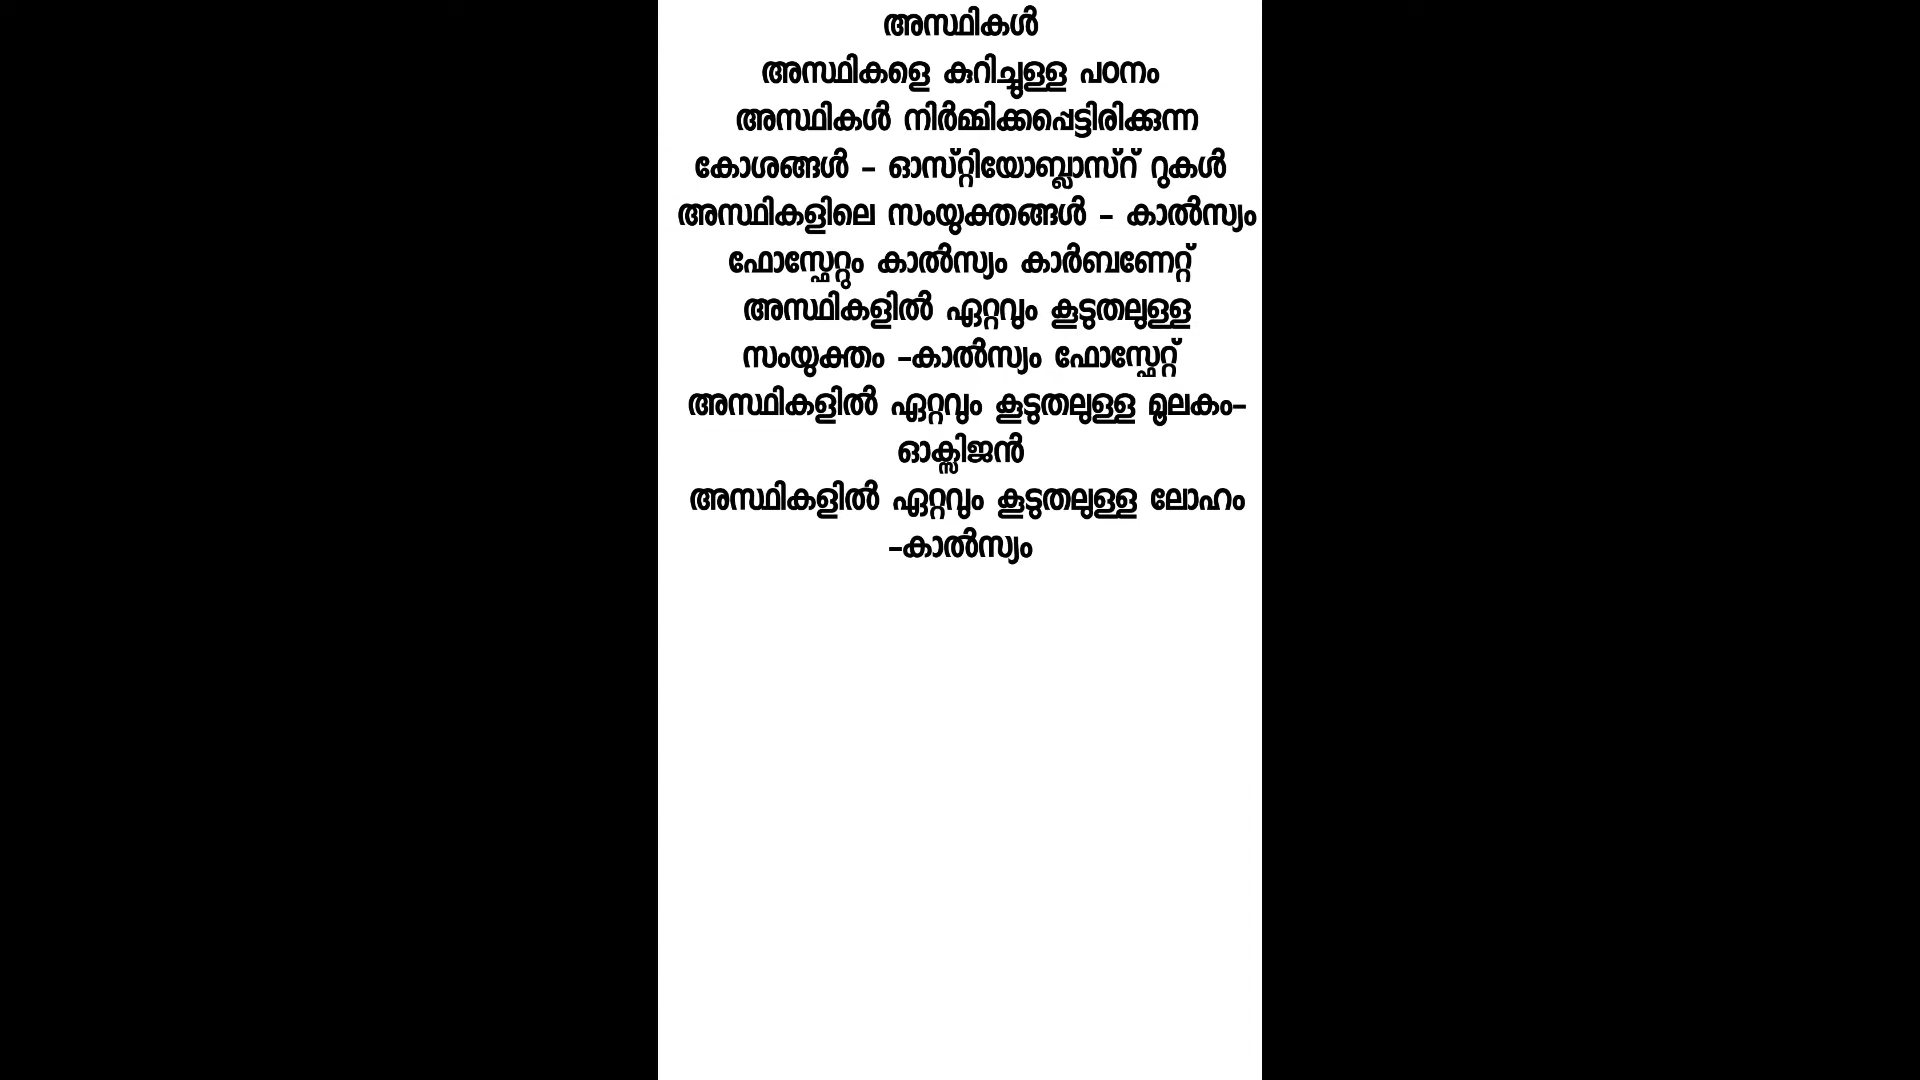 അസ്ഥികൾ
അസ്ഥികളെ കുറിച്ചുള്ള പഠനം
അസ്ഥികൾ നിർമ്മിക്കപ്പെട്ടിരിക്കുന്ന
കോശങ്ങൾ - ഓസ്റ്റിയോബ്ലാസ്റ് റുകൾ
അസ്ഥികളിലെ സംയുക്തങ്ങൾ - കാൽസ്യം
ഫോസ്ഫേറ്റും കാൽസ്യം കാർബണേറ്റ്
അസ്ഥികളിൽ ഏറ്റവും കൂടുതലുള്ള
സംയുക്തം -കാൽസ്യം ഫോസ്ഫേറ്റ്
അസ്ഥികളിൽ ഏറ്റവും കൂടുതലുള്ള മൂലകം-
ഓക്സിജൻ
അസ്ഥികളിൽ ഏറ്റവും കൂടുതലുള്ള ലോഹം
-കാൽസ്യം